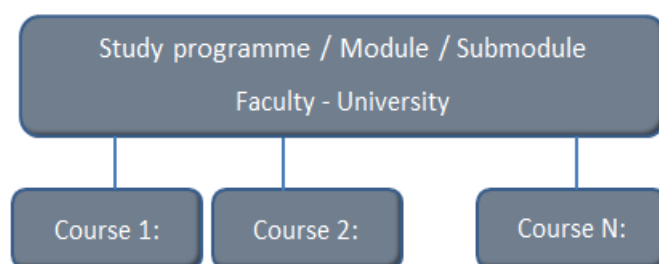 Study programme / Module / Submodule
Faculty - University
Course 1:
Course 2:
Course N: